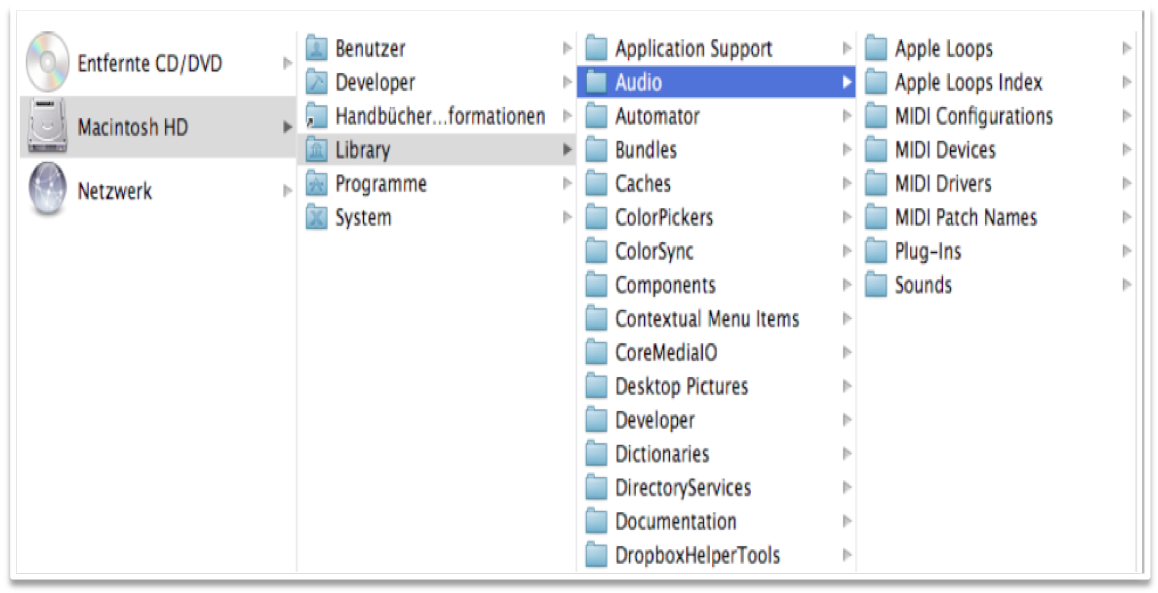 Entfernte CD/DVD
Macintosh HD
Netzwerk
Benutzer
Developer
Handbücher...formationen
Library
Programme
System
Application Support
Audio
Automator
Bundles
Caches
ColorPickers
ColorSync
Components
Contextual Menu Items
CoreMediaIO
Desktop Pictures
Developer
Dictionaries
DirectoryServices
Documentation
DropboxHelperTools
Apple Loops
Apple Loops Index
MIDI Configurations
MIDI Devices
MIDI Drivers
MIDI Patch Names
Plug-Ins
Sounds